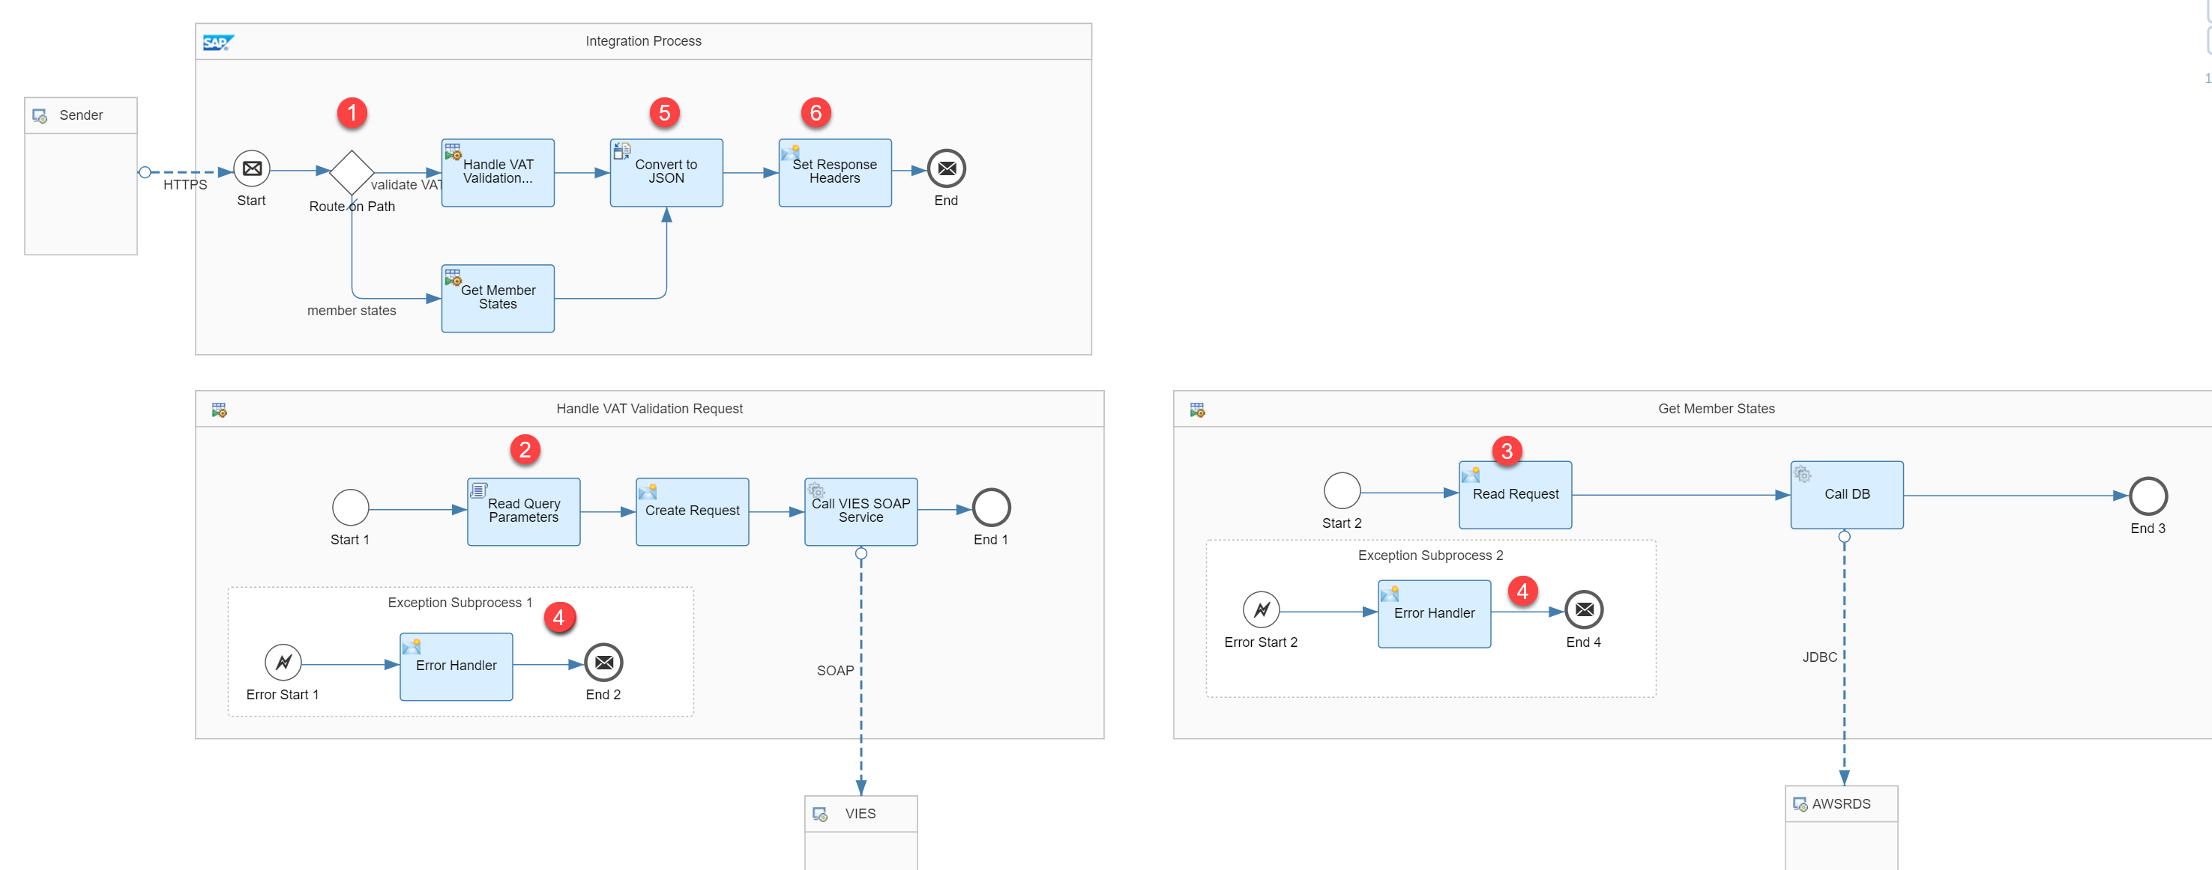 SAP
Integration Process
Sender
1
5
6
HTTPS
Start
Route on Path
validate VAT
Handle VAT
Validation...
Convert to
JSON
Set Response
Headers
End
member states
Get Member
States
1
Handle VAT Validation Request
2
Start 1
Read Query
Parameters
Create Request
Call VIES SOAP
Service
End 1
Exception Subprocess 1
4
Error Start 1
Error Handler
End 2
SOAP
VIES
Get Member States
3
Start 2
Read Request
Call DB
End 3
Exception Subprocess 2
4
Error Start 2
Error Handler
End 4
JDBC
AWSRDS